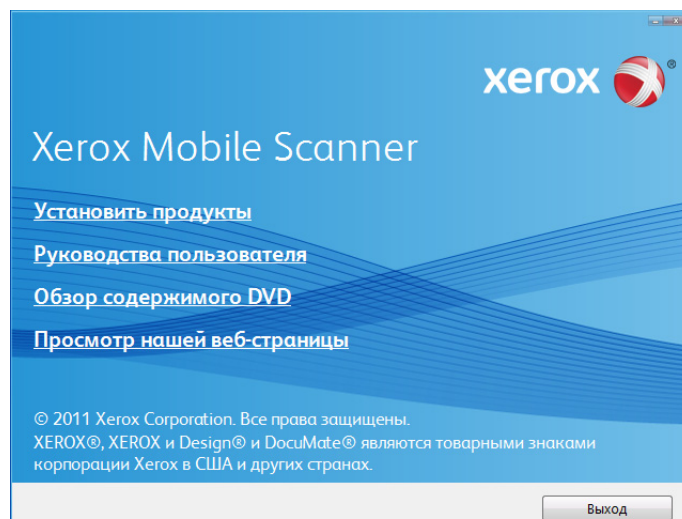 xerox ®
Xerox Mobile Scanner
Установить продукты
Руководства пользователя
Обзор содержимого DVD
Просмотр нашей веб-страницы
© 2011 Xerox Corporation. Все права защищены.
XEROX®, XEROX и Design® и DocuMate® являются товарными знаками
корпорации Xerox в США и других странах.
Выход